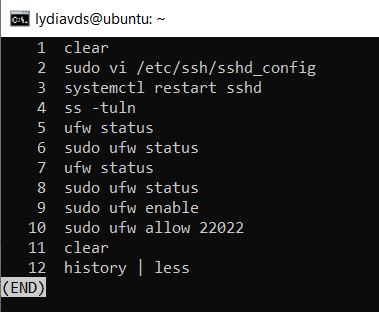 lydiavds@ubuntu: ~
1 clear
2 sudo vi /etc/ssh/sshd_config
3 systemctl restart sshd
4 ss -tuln
5 ufw status
6 sudo ufw status
7 ufw status
8 sudo ufw status
9 sudo ufw enable
10 sudo ufw allow 22022
11 clear
12 history | less
(END)